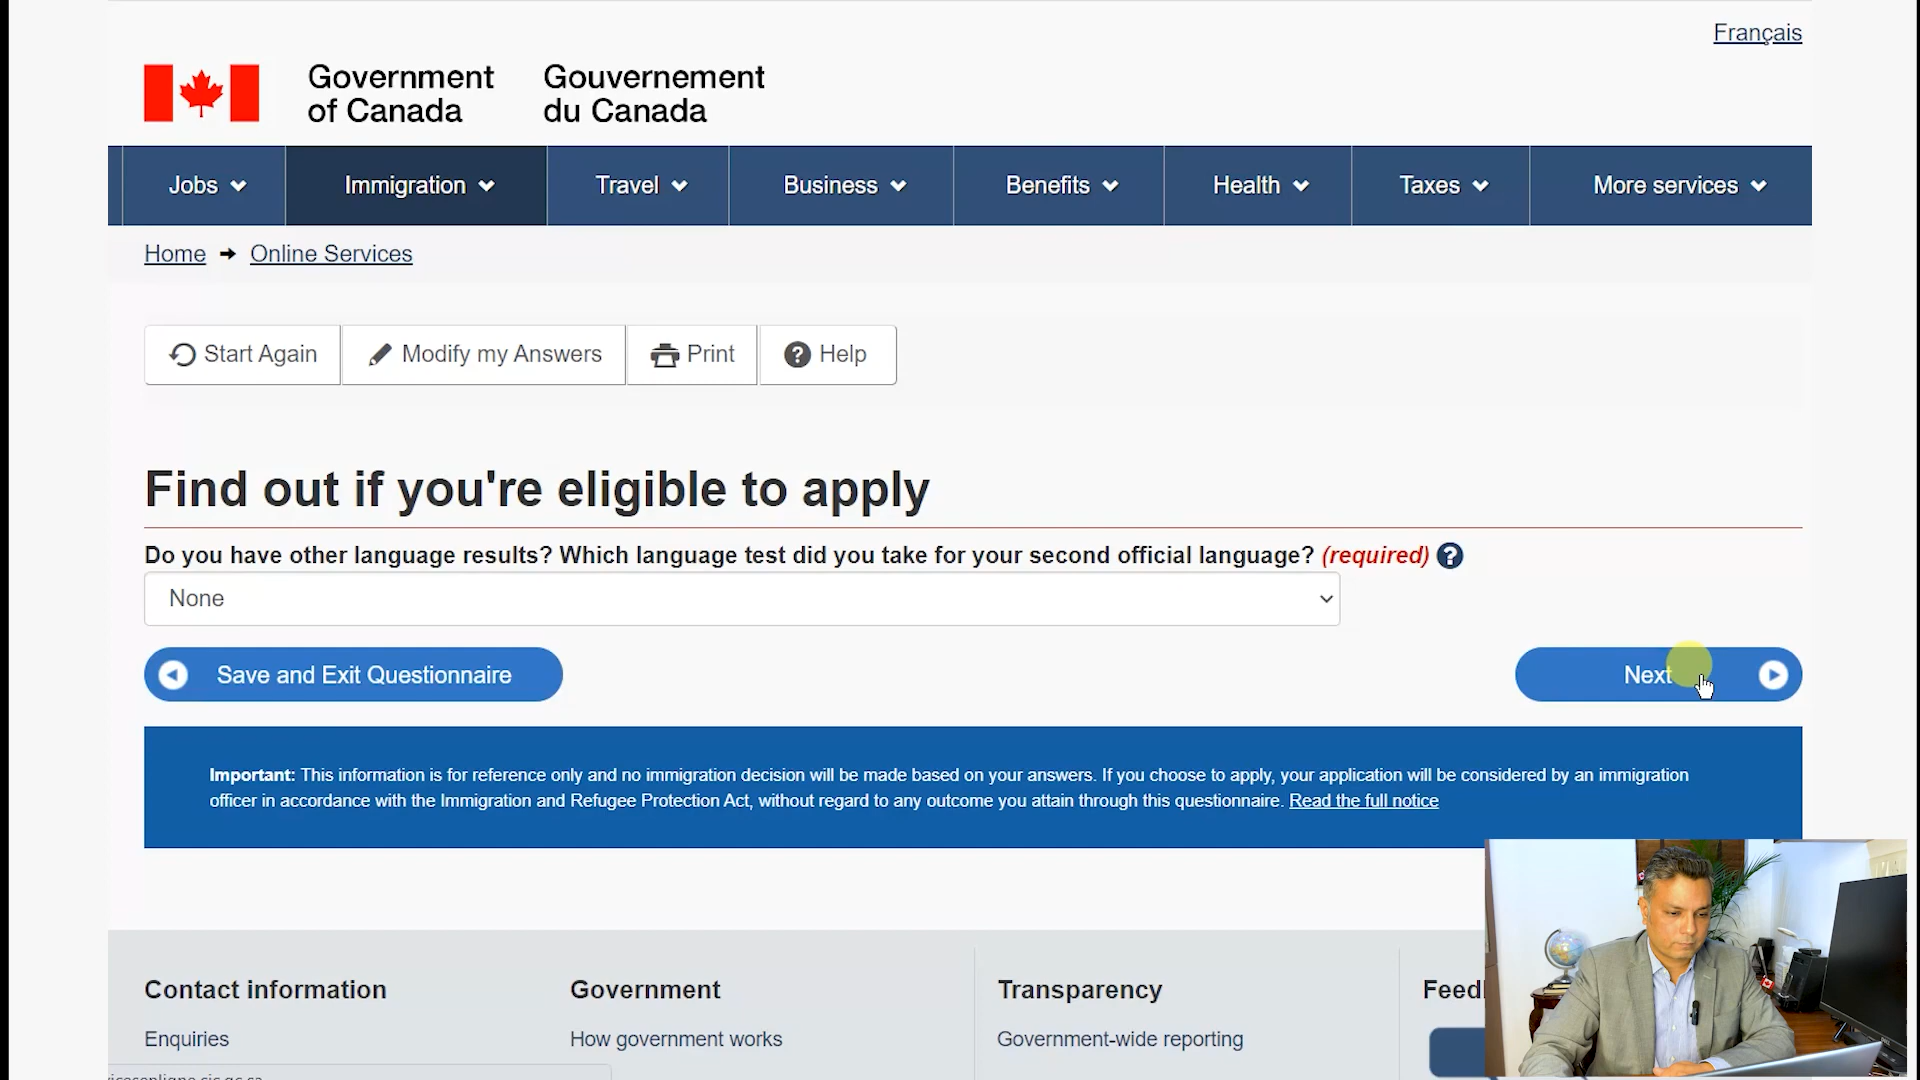 Français
Government
of Canada
Gouvernement
du Canada
Jobs
Immigration
Travel
Business
Benefits
Health
Taxes
More services
Home
Online Services
Start Again
Modify my Answers
Print
Help
Find out if you're eligible to apply
Do you have other language results? Which language test did you take for your second official language? (required)
None
Save and Exit Questionnaire
Next
Important: This information is for reference only and no immigration decision will be made based on your answers. If you choose to apply, your application will be considered by an immigration
officer in accordance with the Immigration and Refugee Protection Act, without regard to any outcome you attain through this questionnaire. Read the full notice
Contact information
Government
Transparency
Enquiries
How government works
Government-wide reporting